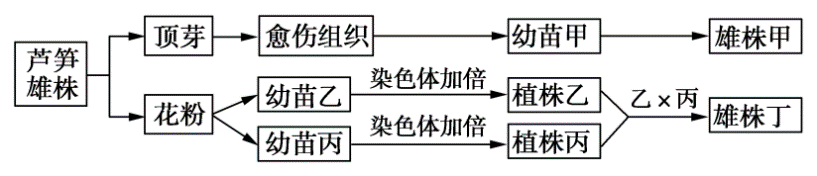 芦笋
雄株
顶芽
愈伤组织
幼苗甲
雄株甲
花粉
幼苗乙
染色体加倍
植株乙
幼苗丙
染色体加倍
植株丙
乙×丙
雄株丁